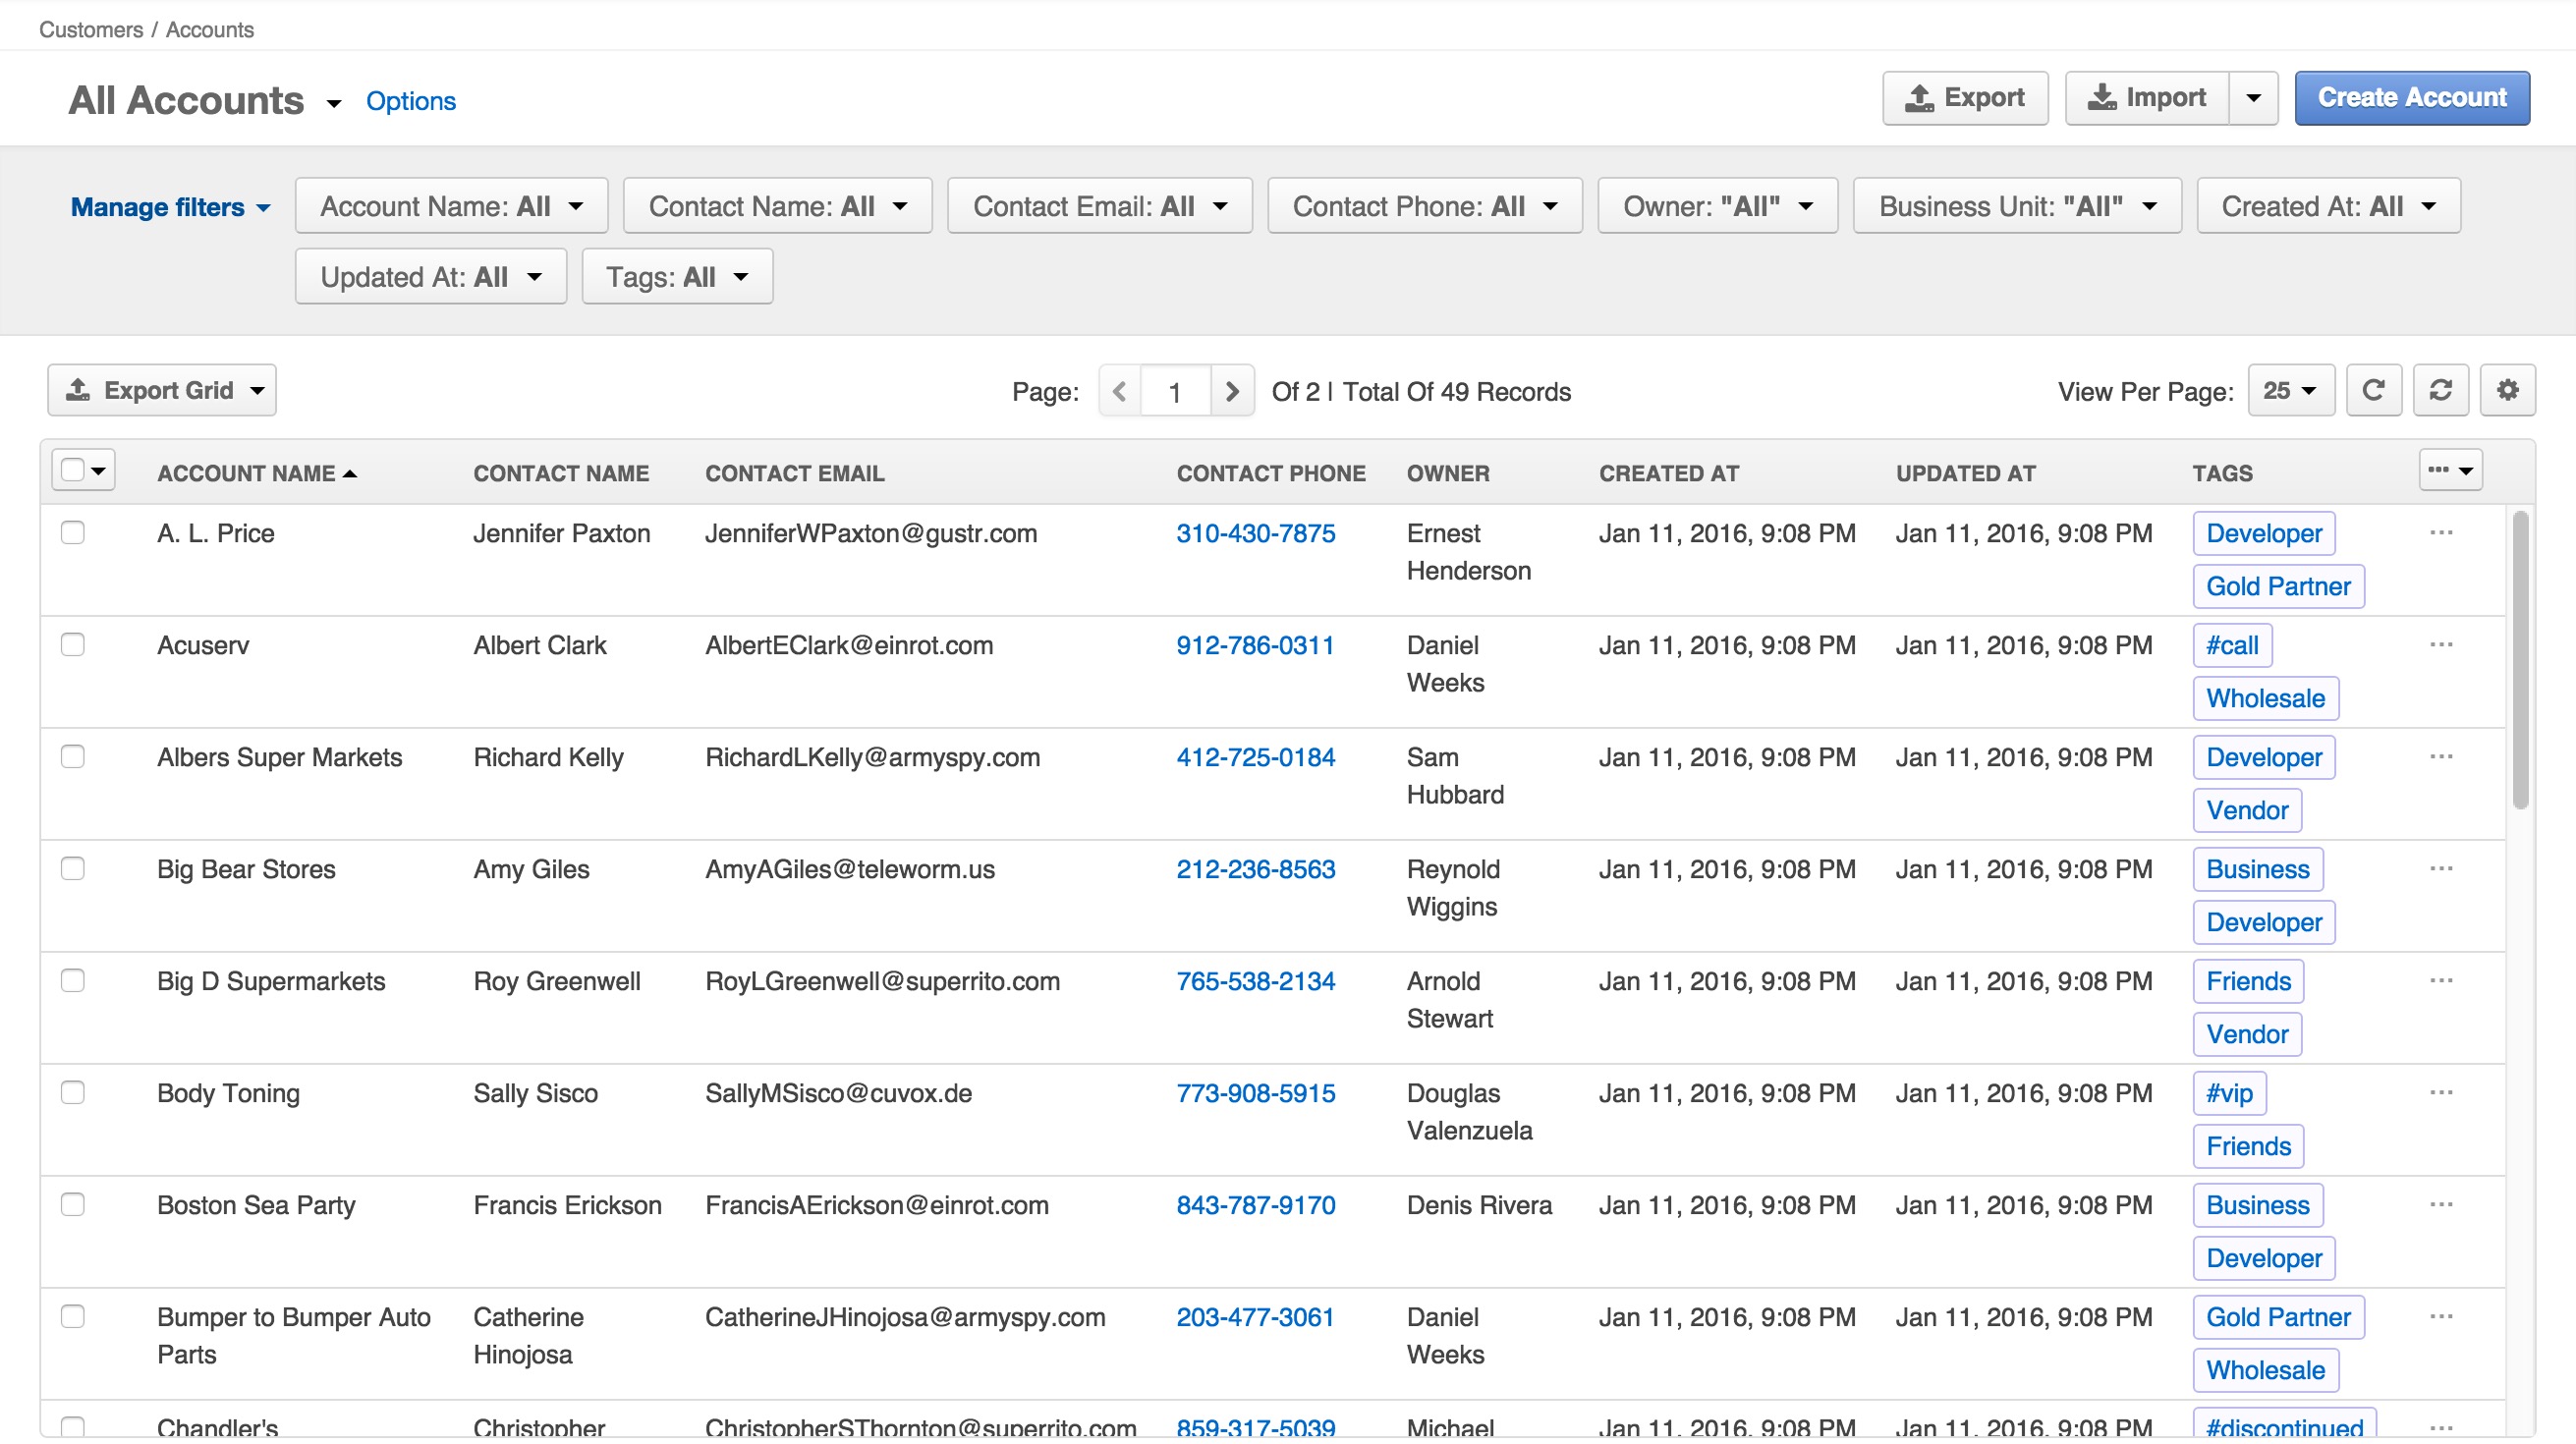 Customers / Accounts
All Accounts Options Export Import Create Account
Manage filters Account Name: All Contact Name: All Contact Email: All Contact Phone: All Owner: "All" Business Unit: "All" Created At: All
Updated At: All Tags: All
Export Grid Page: 1 Of 2 | Total Of 49 Records View Per Page: 25
ACCOUNT NAME CONTACT NAME CONTACT EMAIL CONTACT PHONE OWNER CREATED AT UPDATED AT TAGS
A. L. Price Jennifer Paxton JenniferWPaxton@gustr.com 310-430-7875 Ernest Jan 11, 2016, 9:08 PM Jan 11, 2016, 9:08 PM Developer
Henderson Gold Partner
Acuserv Albert Clark AlbertEClark@einrot.com 912-786-0311 Daniel Jan 11, 2016, 9:08 PM Jan 11, 2016, 9:08 PM #call
Weeks Wholesale
Albers Super Markets Richard Kelly RichardLKelly@armyspy.com 412-725-0184 Sam Jan 11, 2016, 9:08 PM Jan 11, 2016, 9:08 PM Developer
Hubbard Vendor
Big Bear Stores Amy Giles AmyAGiles@teleworm.us 212-236-8563 Reynold Jan 11, 2016, 9:08 PM Jan 11, 2016, 9:08 PM Business
Wiggins Developer
Big D Supermarkets Roy Greenwell RoyLGreenwell@superrito.com 765-538-2134 Arnold Jan 11, 2016, 9:08 PM Jan 11, 2016, 9:08 PM Friends
Stewart Vendor
Body Toning Sally Sisco SallyMSisco@cuvox.de 773-908-5915 Douglas Jan 11, 2016, 9:08 PM Jan 11, 2016, 9:08 PM #vip
Valenzuela Friends
Boston Sea Party Francis Erickson FrancisAErickson@einrot.com 843-787-9170 Denis Rivera Jan 11, 2016, 9:08 PM Jan 11, 2016, 9:08 PM Business
Developer
Bumper to Bumper Auto Catherine CatherineJHinojosa@armyspy.com 203-477-3061 Daniel Jan 11, 2016, 9:08 PM Jan 11, 2016, 9:08 PM Gold Partner
Parts Hinojosa Weeks Wholesale
Chandler's Christopher ChristopherSThornton@superrito.com 859-317-5039 Michael Jan 11, 2016, 9:08 PM Jan 11, 2016, 9:08 PM #discontinued